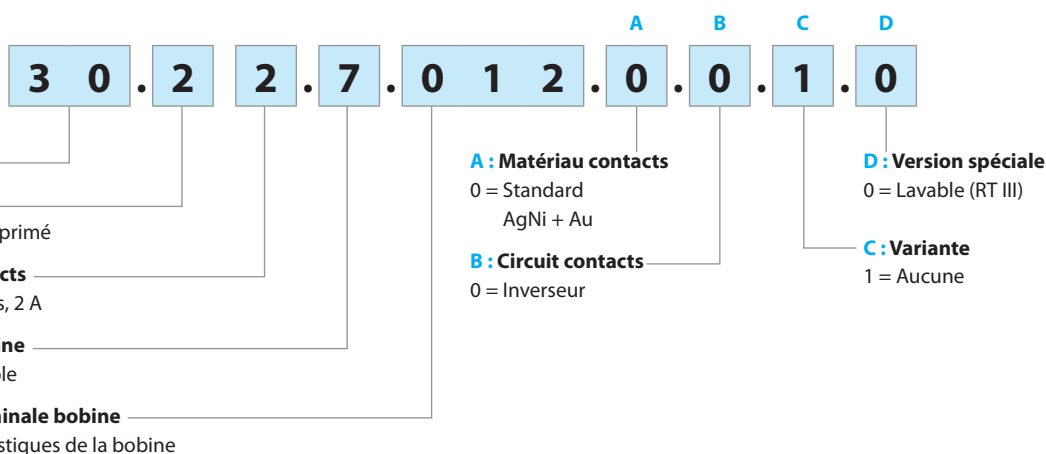 A B C D
3 0 . 2 2 . 7 . 0 1 2 . 0 . 0 . 1 . 0
primé
cts
s, 2 A
ine
le
inale bobine
stiques de la bobine
A : Matériau contacts
0 = Standard
AgNi + Au
B : Circuit contacts
0 = Inverseur
D : Version spéciale
0 = Lavable (RT III)
C : Variante
1 = Aucune